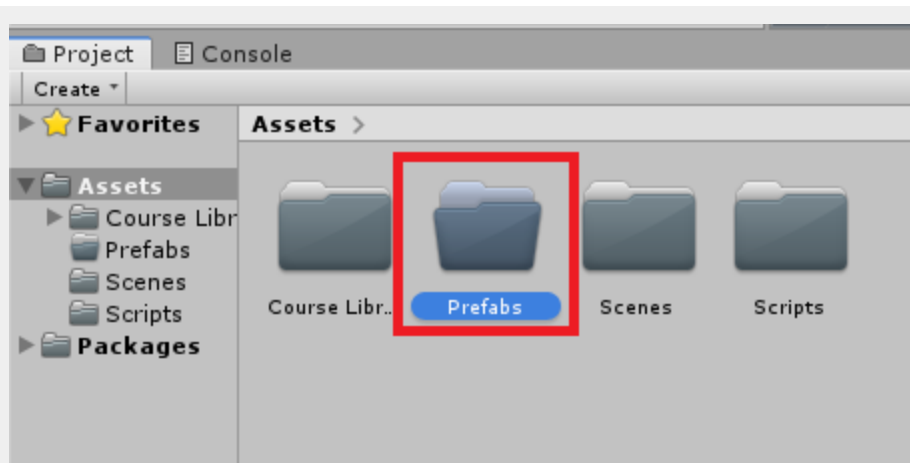 Project Console
Create
Favorites
Assets >
Assets
Course Libr
Prefabs
Scenes
Scripts
Packages
Course Libr.. Prefabs Scenes Scripts